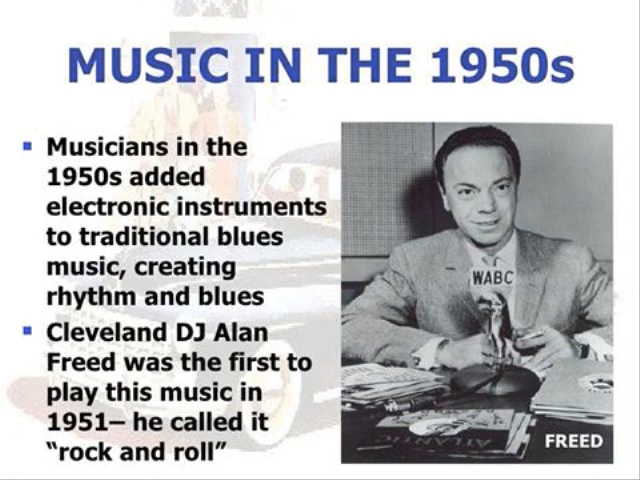 MUSIC IN THE 1950s
Musicians in the
1950s added
electronic instruments
to traditional blues
music, creating
rhythm and blues
Cleveland DJ Alan
Freed was the first to
play this music in
1951– he called it
“rock and roll”
WABC
ATLANTIC
FREED